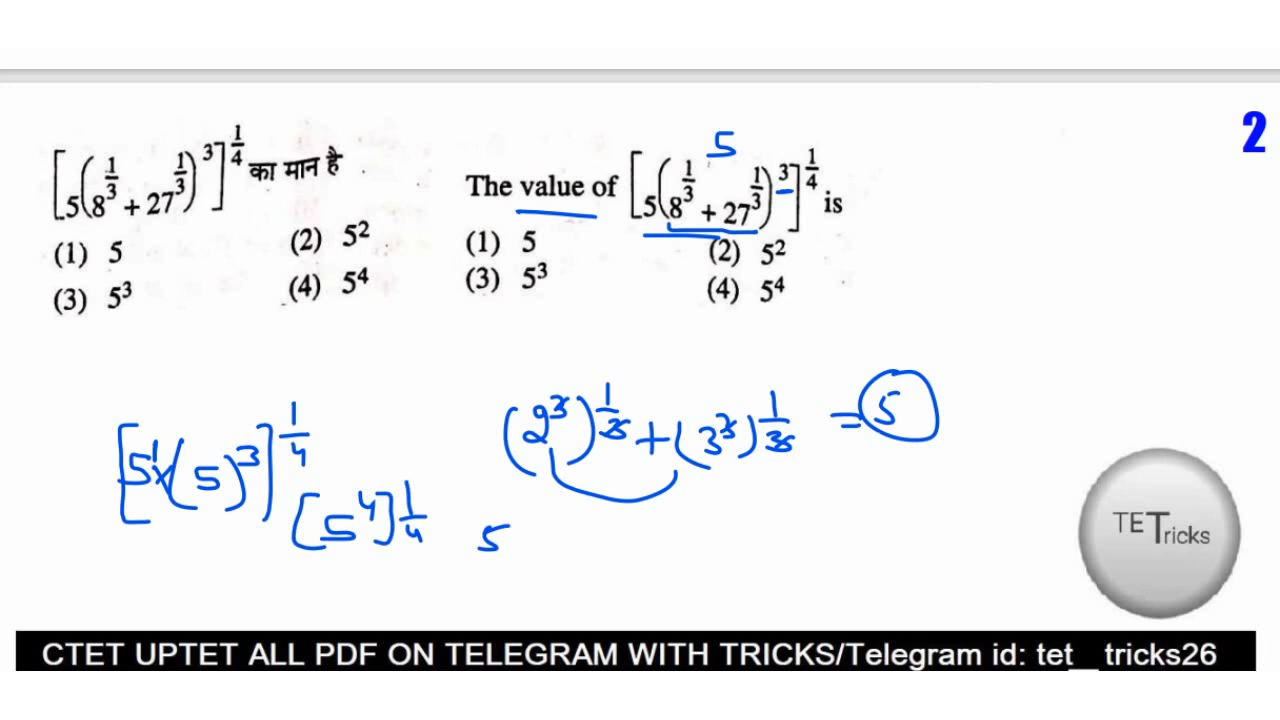 2
[5(8^{1/3} + 27^{1/3})^3]^{1/4} का मान है
(1) 5 (2) 5²
(3) 5³ (4) 5⁴
5
The value of [5(8^{1/3} + 27^{1/3})^3]^{1/4} is
(1) 5 (2) 5²
(3) 5³ (4) 5⁴
(2³)^{1/3} + (3³)^{1/3} = 5
[5¹×(5)³]^{1/4}
[5⁴]^{1/4} 5
TETricks
CTET UPTET ALL PDF ON TELEGRAM WITH TRICKS/Telegram id: tet__tricks26